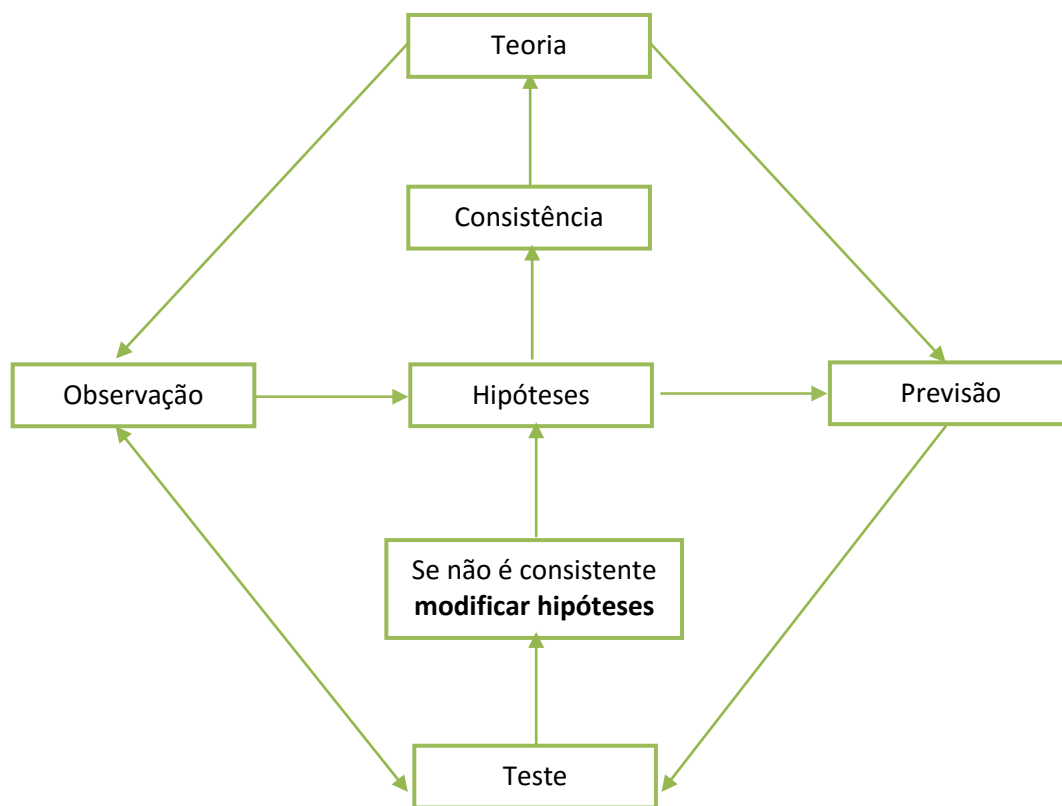 Teoria
Consistência
Observação
Hipóteses
Previsão
Se não é consistente
modificar hipóteses
Teste